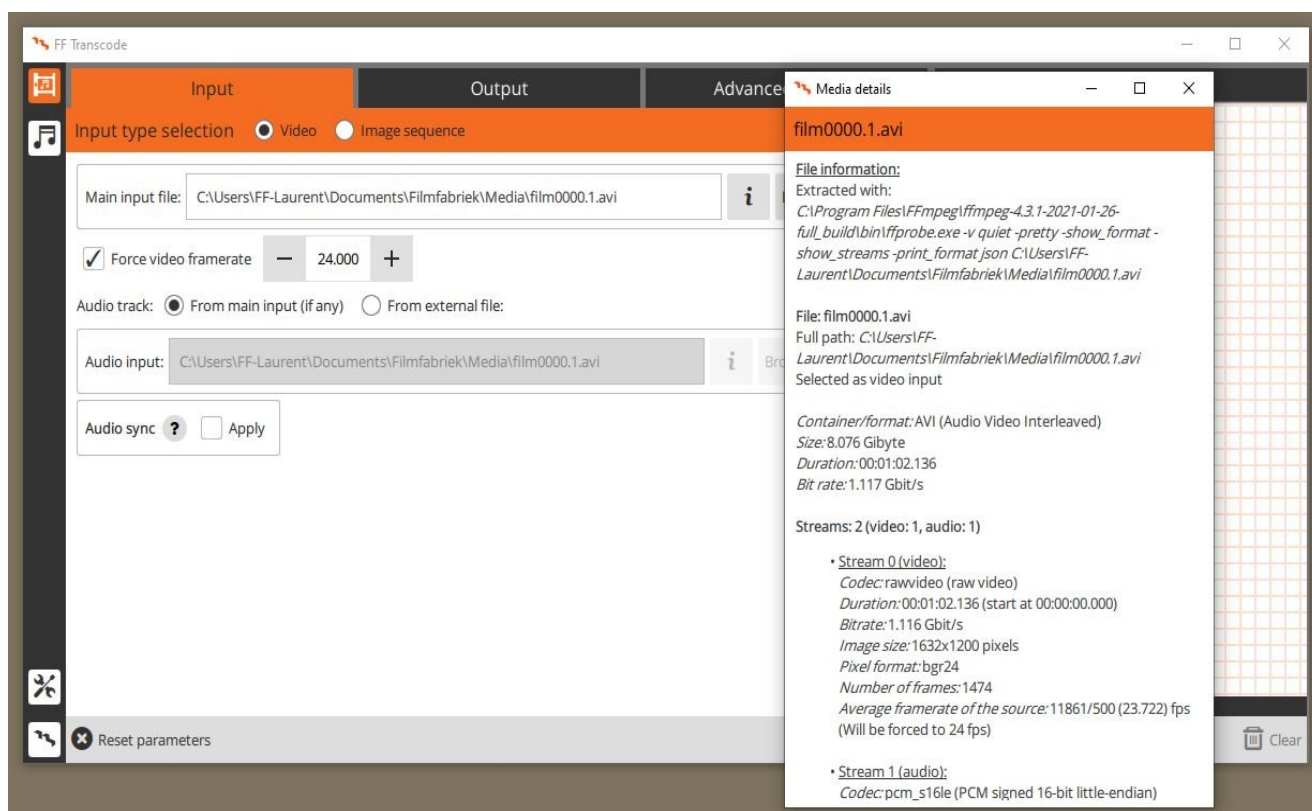 FF Transcode
Input
Output
Input type selection
Video
Image sequence
Main input file:
C:\Users\FF-Laurent\Documents\Filmfabriek\Media\film0000.1.avi
i
Force video framerate
24.000
Audio track:
From main input (if any)
From external file:
Audio input:
C:\Users\FF-Laurent\Documents\Filmfabriek\Media\film0000.1.avi
i
Audio sync
?
Apply
Reset parameters
Clear
Media details
film0000.1.avi
File information:
Extracted with:
C:\Program Files\FFmpeg\ffmpeg-4.3.1-2021-01-26-
full_build\bin\ffprobe.exe -v quiet -pretty -show_format -
show_streams -print_format json C:\Users\FF-
Laurent\Documents\Filmfabriek\Media\film0000.1.avi
File: film0000.1.avi
Full path: C:\Users\FF-
Laurent\Documents\Filmfabriek\Media\film0000.1.avi
Selected as video input
Container/format: AVI (Audio Video Interleaved)
Size: 8.076 Gibyte
Duration: 00:01:02.136
Bit rate: 1.117 Gbit/s
Streams: 2 (video: 1, audio: 1)
• Stream 0 (video):
Codec: rawvideo (raw video)
Duration: 00:01:02.136 (start at 00:00:00.000)
Bitrate: 1.116 Gbit/s
Image size: 1632x1200 pixels
Pixel format: bgr24
Number of frames: 1474
Average framerate of the source: 11861/500 (23.722) fps
(Will be forced to 24 fps)
• Stream 1 (audio):
Codec: pcm_s16le (PCM signed 16-bit little-endian)